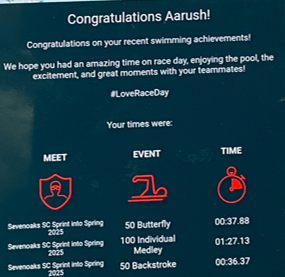 Congratulations Aarush!
Congratulations on your recent swimming achievements!
We hope you had an amazing time on race day, enjoying the pool, the
excitement, and great moments with your teammates!
#LoveRaceDay
Your times were:
MEET EVENT TIME
Sevenoaks SC Sprint into Spring
2025
50 Butterfly 00:37.88
Sevenoaks SC Sprint into Spring
2025
100 Individual
Medley
01:27.13
Sevenoaks SC Sprint into Spring
2025
50 Backstroke 00:36.37